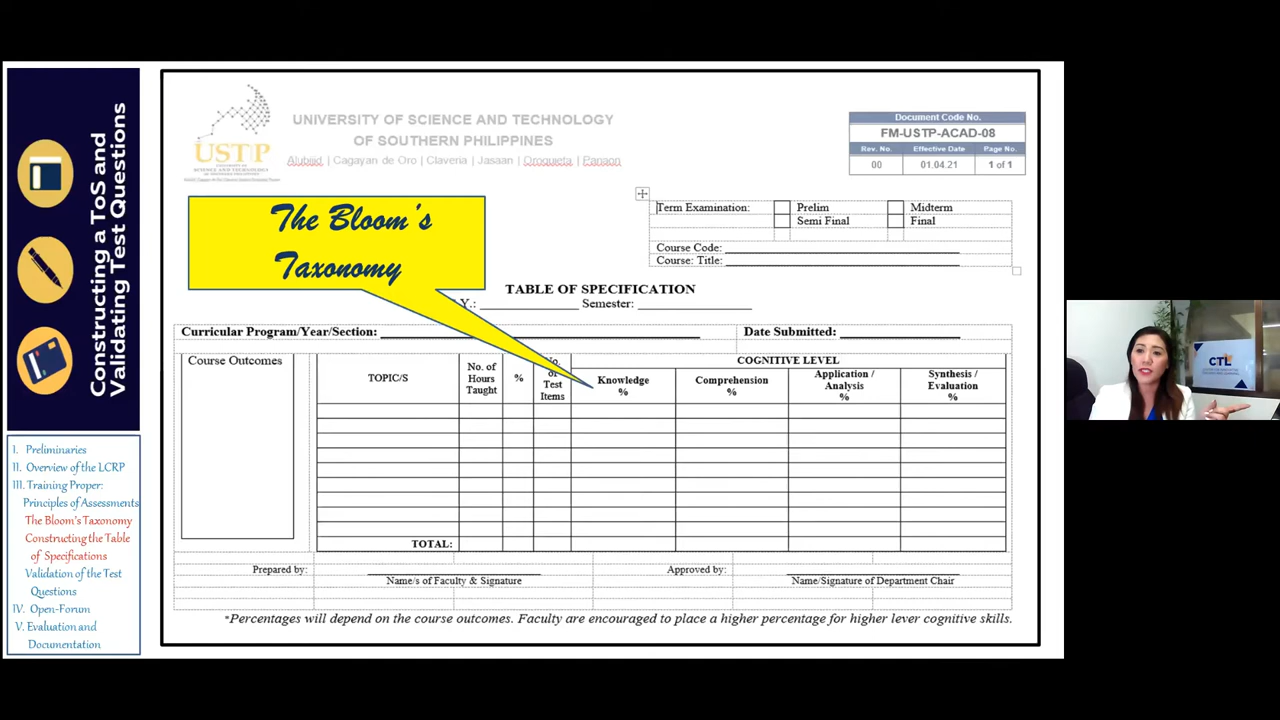 Constructing a ToS and
Validating Test Questions
I. Preliminaries
II. Overview of the LCRP
III. Training Proper:
Principles of Assessments
The Bloom's Taxonomy
Constructing the Table
of Specifications
Validation of the Test
Questions
IV. Open-Forum
V. Evaluation and
Documentation
USTP
UNIVERSITY OF SCIENCE AND TECHNOLOGY
OF SOUTHERN PHILIPPINES
Alubijid | Cagayan de Oro | Claveria | Jasaan | Oroquieta | Panaon
Document Code No.
FM-USTP-ACAD-08
Rev. No. Effective Date Page No.
00 01.04.21 1 of 1
The Bloom's
Taxonomy
Term Examination: Prelim Midterm
Semi Final Final
Course Code:
Course: Title:
TABLE OF SPECIFICATION
Y.: Semester:
Curricular Program/Year/Section: Date Submitted:
Course Outcomes
TOPIC/S
No. of
Hours
Taught
%
No.
of
Test
Items
COGNITIVE LEVEL
Knowledge
%
Comprehension
%
Application /
Analysis
%
Synthesis /
Evaluation
%
TOTAL:
Prepared by: Approved by:
Name/s of Faculty & Signature Name/Signature of Department Chair
*Percentages will depend on the course outcomes. Faculty are encouraged to place a higher percentage for higher level cognitive skills.
CTL